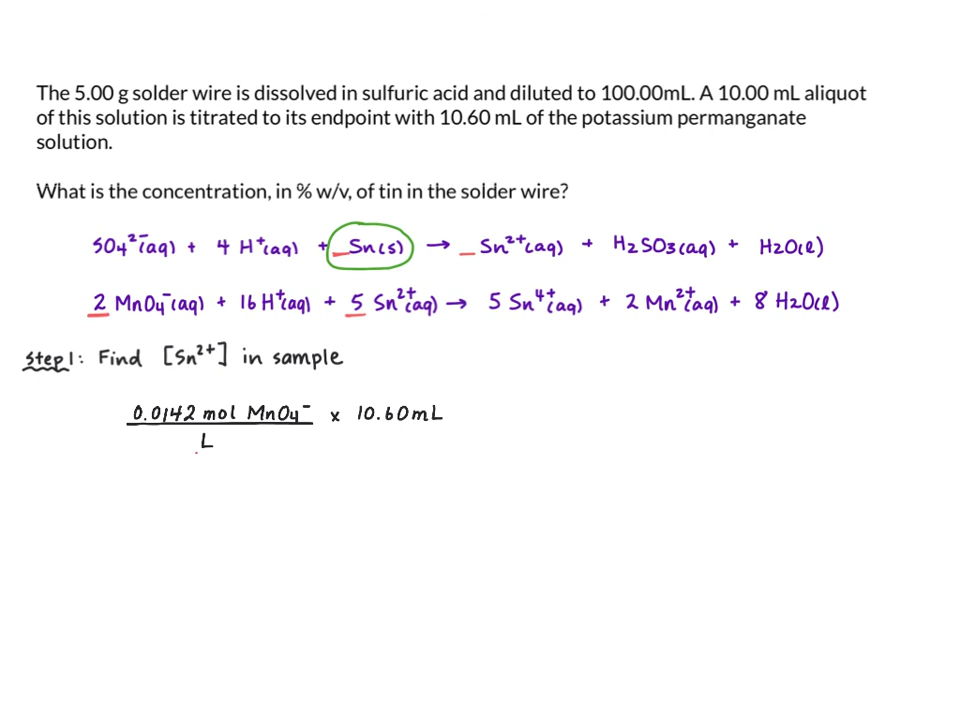 The 5.00 g solder wire is dissolved in sulfuric acid and diluted to 100.00mL. A 10.00 mL aliquot
of this solution is titrated to its endpoint with 10.60 mL of the potassium permanganate
solution.
What is the concentration, in % w/v, of tin in the solder wire?
SO₄²⁻(aq) + 4 H⁺(aq) + _ Sn(s) → _ Sn²⁺(aq) + H₂SO₃(aq) + H₂O(l)
2 MnO₄⁻(aq) + 16 H⁺(aq) + 5 Sn²⁺(aq) → 5 Sn⁴⁺(aq) + 2 Mn²⁺(aq) + 8 H₂O(l)
Step 1: Find [Sn²⁺] in sample
0.0142 mol MnO₄⁻ x 10.60mL
L